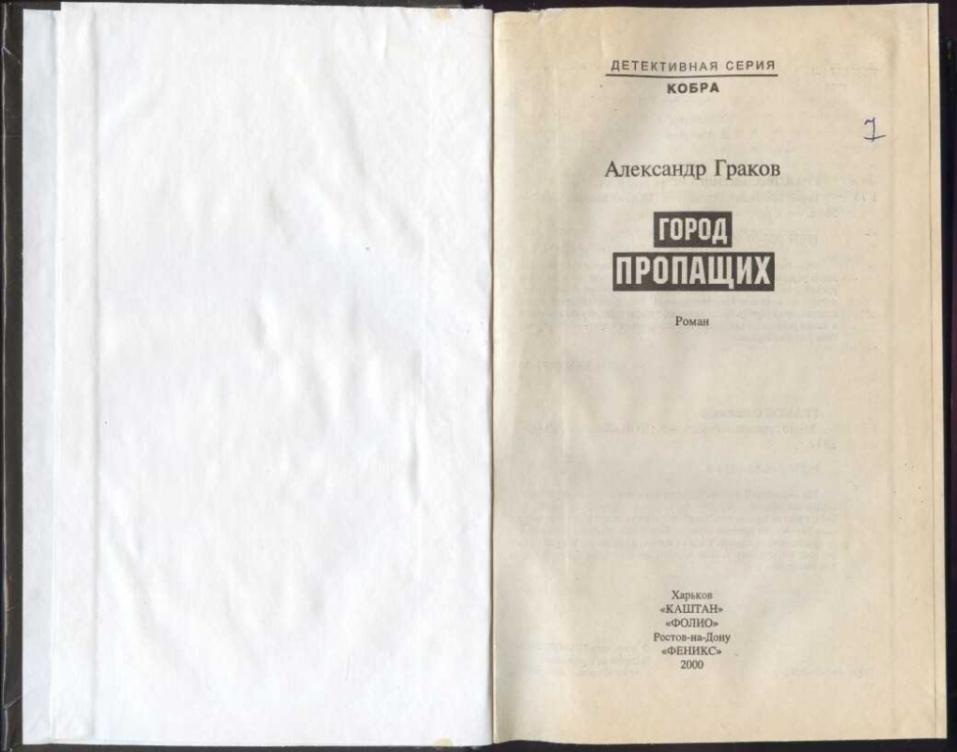 ДЕТЕКТИВНАЯ СЕРИЯ
КОБРА
1
Александр Граков
ГОРОД
ПРОПАЩИХ
Роман
Харьков
«КАШТАН»
«ФОЛИО»
Ростов-на-Дону
«ФЕНИКС»
2000